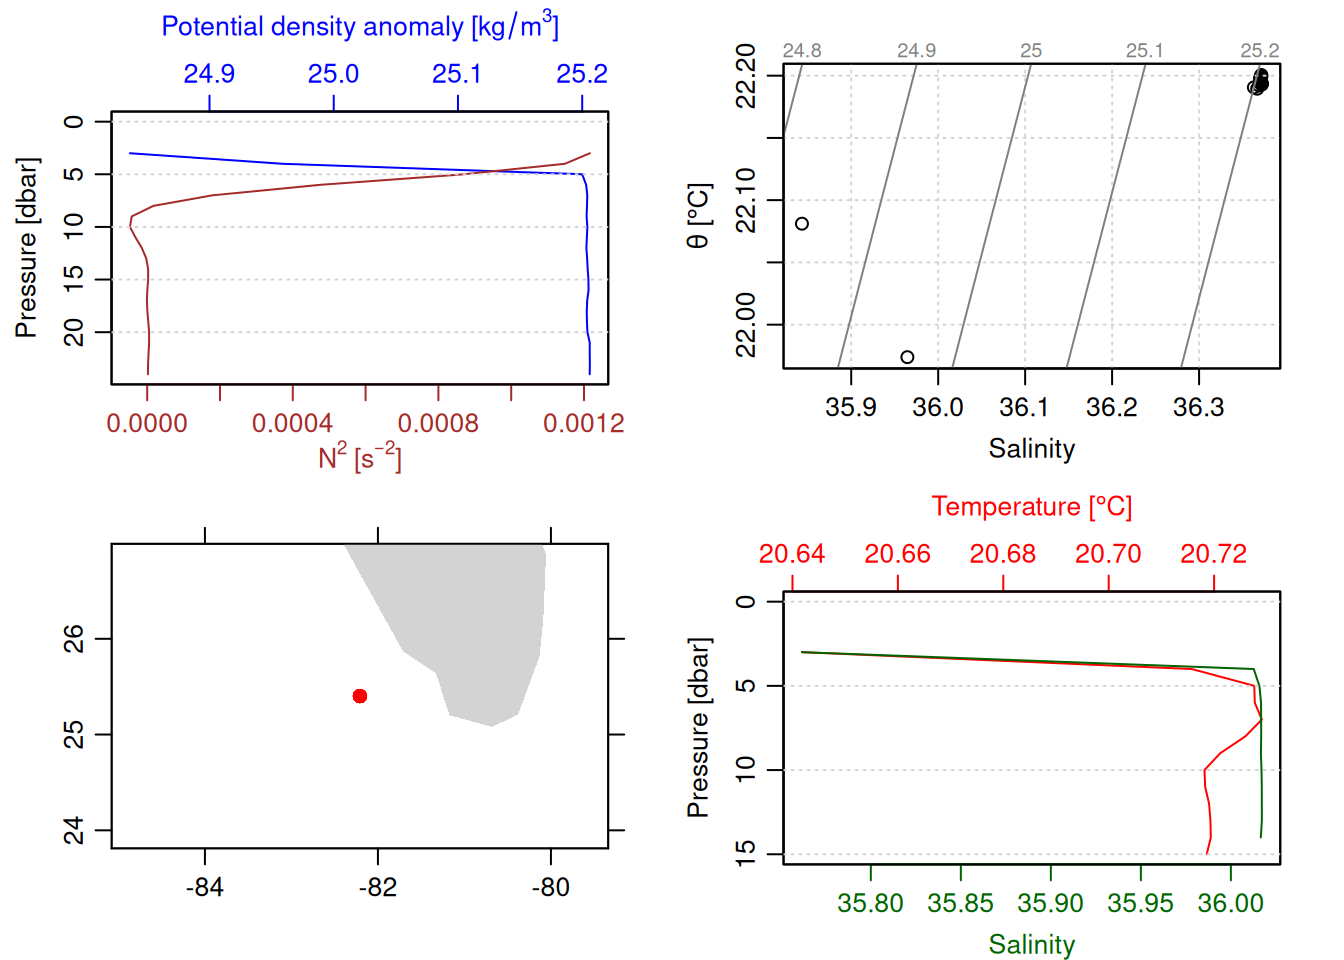 Potential density anomaly [kg/m³]
24.9 25.0 25.1 25.2
Pressure [dbar]
0
5
10
15
20
0.0000 0.0004 0.0008 0.0012
N² [s⁻²]
24.8 24.9 25 25.1 25.2
θ [°C]
22.20
22.10
22.00
35.9 36.0 36.1 36.2 36.3
Salinity
26
25
24
-84 -82 -80
Temperature [°C]
20.64 20.66 20.68 20.70 20.72
Pressure [dbar]
0
5
10
15
35.80 35.85 35.90 35.95 36.00
Salinity